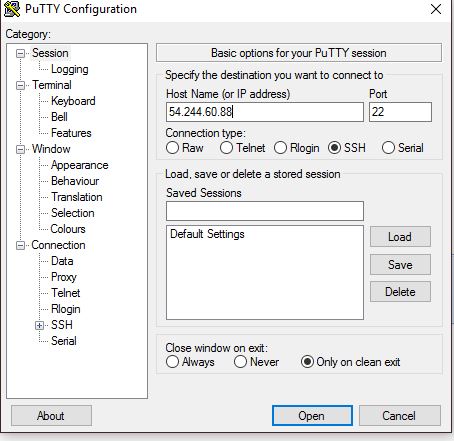 PuTTY Configuration
Category:
Session
Logging
Terminal
Keyboard
Bell
Features
Window
Appearance
Behaviour
Translation
Selection
Colours
Connection
Data
Proxy
Telnet
Rlogin
SSH
Serial
Basic options for your PuTTY session
Specify the destination you want to connect to
Host Name (or IP address) Port
54.244.60.88 22
Connection type:
Raw Telnet Rlogin SSH Serial
Load, save or delete a stored session
Saved Sessions
Default Settings
Load
Save
Delete
Close window on exit:
Always Never Only on clean exit
About Open Cancel